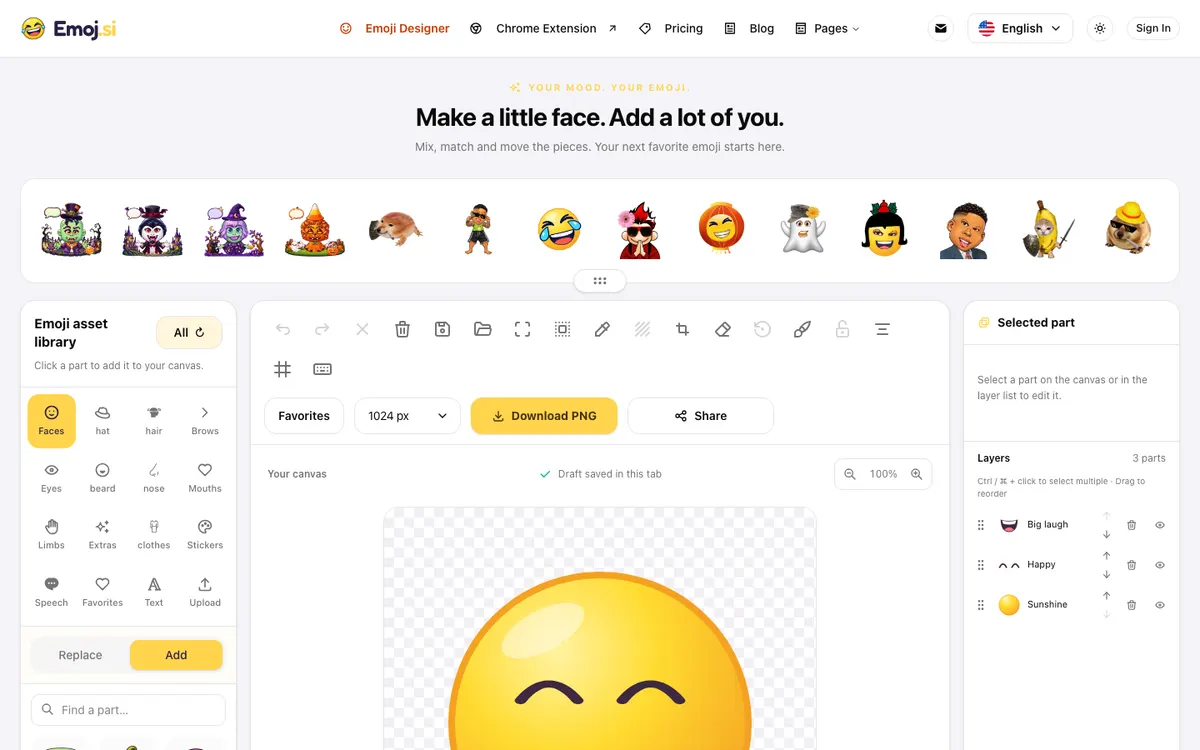 Emoj.si
Emoji Designer
Chrome Extension
Pricing
Blog
Pages
English
Sign In
YOUR MOOD. YOUR EMOJI.
Make a little face. Add a lot of you.
Mix, match and move the pieces. Your next favorite emoji starts here.
Emoji asset
library
All
Click a part to add it to your canvas.
Faces
hat
hair
Brows
Eyes
beard
nose
Mouths
Limbs
Extras
clothes
Stickers
Speech
Favorites
Text
Upload
Replace
Add
Find a part...
Favorites
1024 px
Download PNG
Share
Your canvas
Draft saved in this tab
100%
Selected part
Select a part on the canvas or in the
layer list to edit it.
Layers
3 parts
Ctrl / ⌘ + click to select multiple · Drag to
reorder
Big laugh
Happy
Sunshine